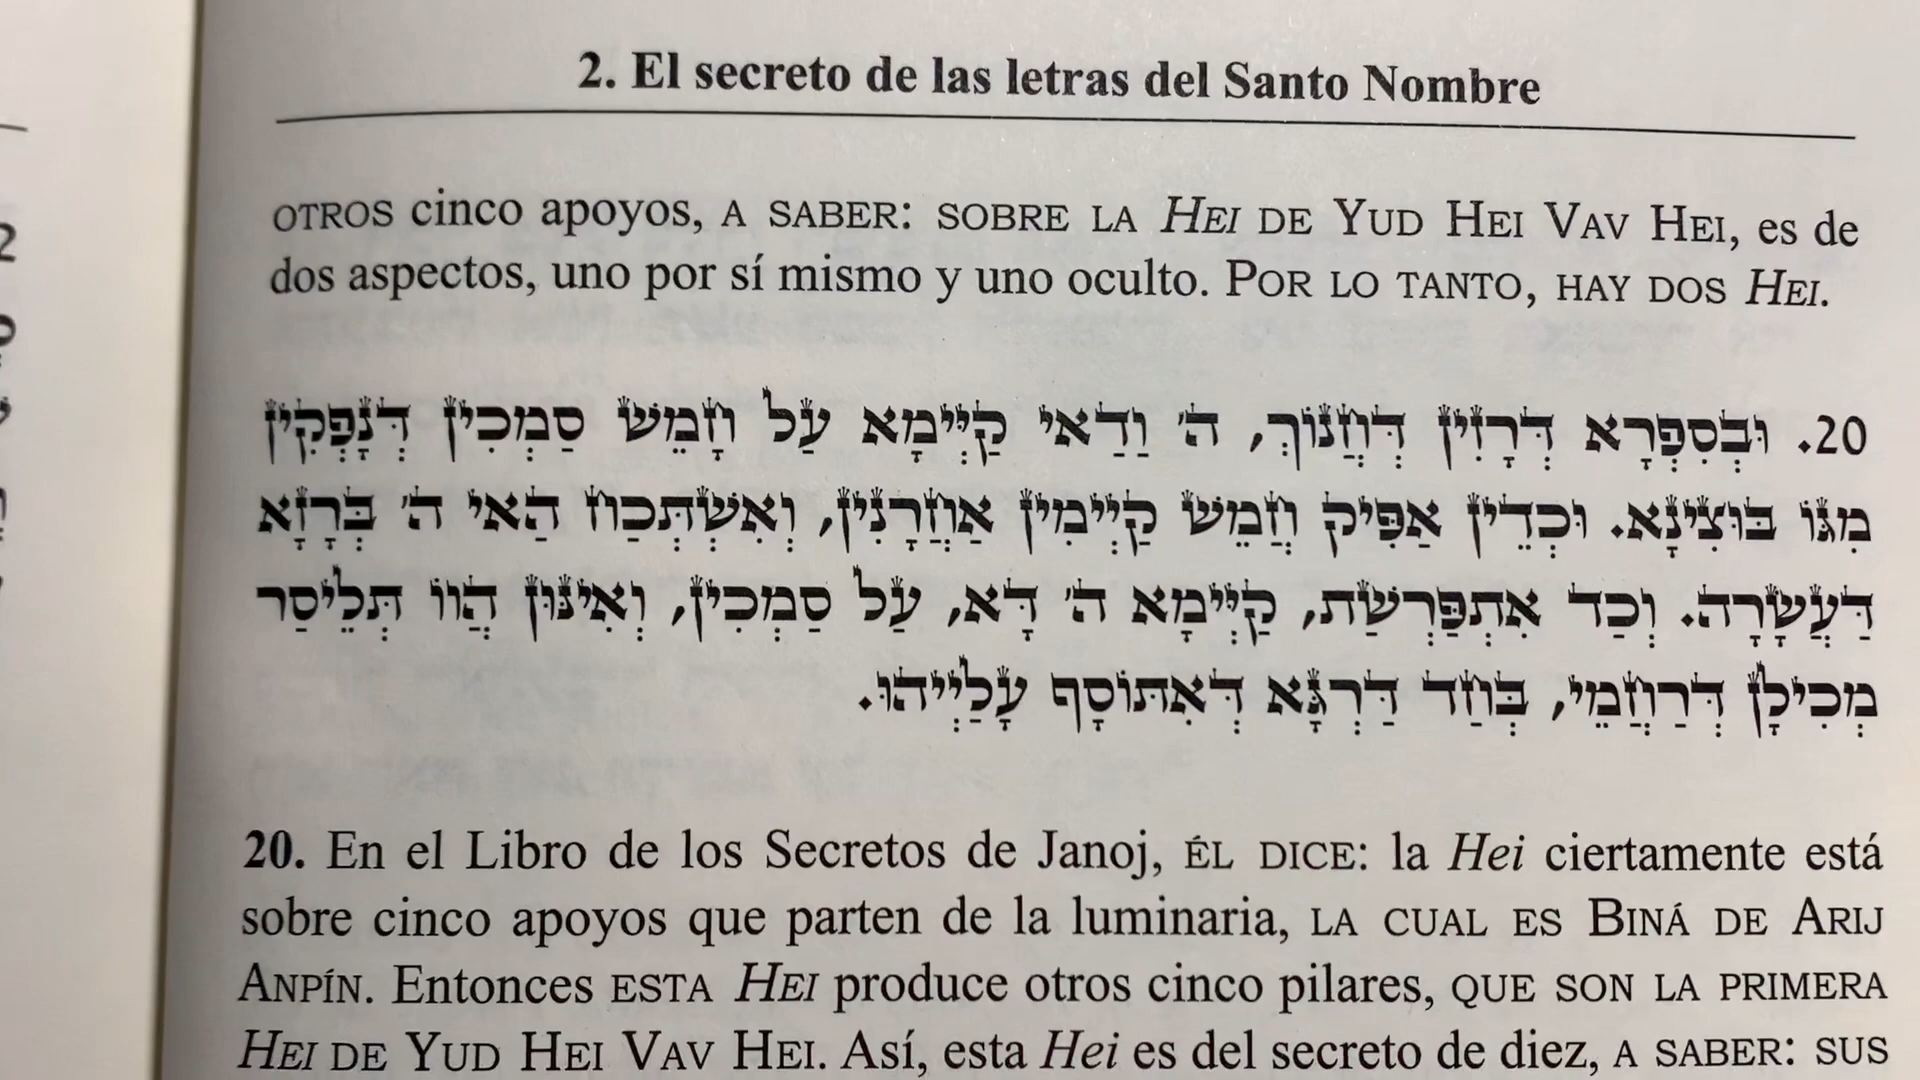 2. El secreto de las letras del Santo Nombre
OTROS cinco apoyos, A SABER: SOBRE LA HEI DE YUD HEI VAV HEI, es de
dos aspectos, uno por sí mismo y uno oculto. POR LO TANTO, HAY DOS HEI.
20. וּבְסִפְרָא דְּרָזִין דְּחֲנוֹךְ, ה' וַדַאי קַיְּימָא עַל וְחָמֵשׁ סַמְכִין דְּנָפְקִין
מִגּוֹ בּוּצִינָא. וּכְדֵין אַפִּיק וְחֲמֵשׁ קַיְימִין אַחֲרָנִין, וְאִשְׁתְּכַח הַאי ה' בְּרָזָא
דַּעֲשָׂרָה. וְכַד אִתְפַּרְשַׁת, קַיְּימָא ה' דָּא, עַל סַמְכִין, וְאִינּוּן הֲווֹ תְּלֵיסַר
מְכִילָן דְּרַחֲמֵי, בְּחַד דַּרְגָּא דְּאִתּוֹסָף עָלַיְיהוּ.
20. En el Libro de los Secretos de Janoj, ÉL DICE: la Hei ciertamente está
sobre cinco apoyos que parten de la luminaria, LA CUAL ES BINÁ DE ARIJ
ANPÍN. Entonces ESTA HEI produce otros cinco pilares, QUE SON LA PRIMERA
HEI DE YUD HEI VAV HEI. Así, esta Hei es del secreto de diez, A SABER: SUS